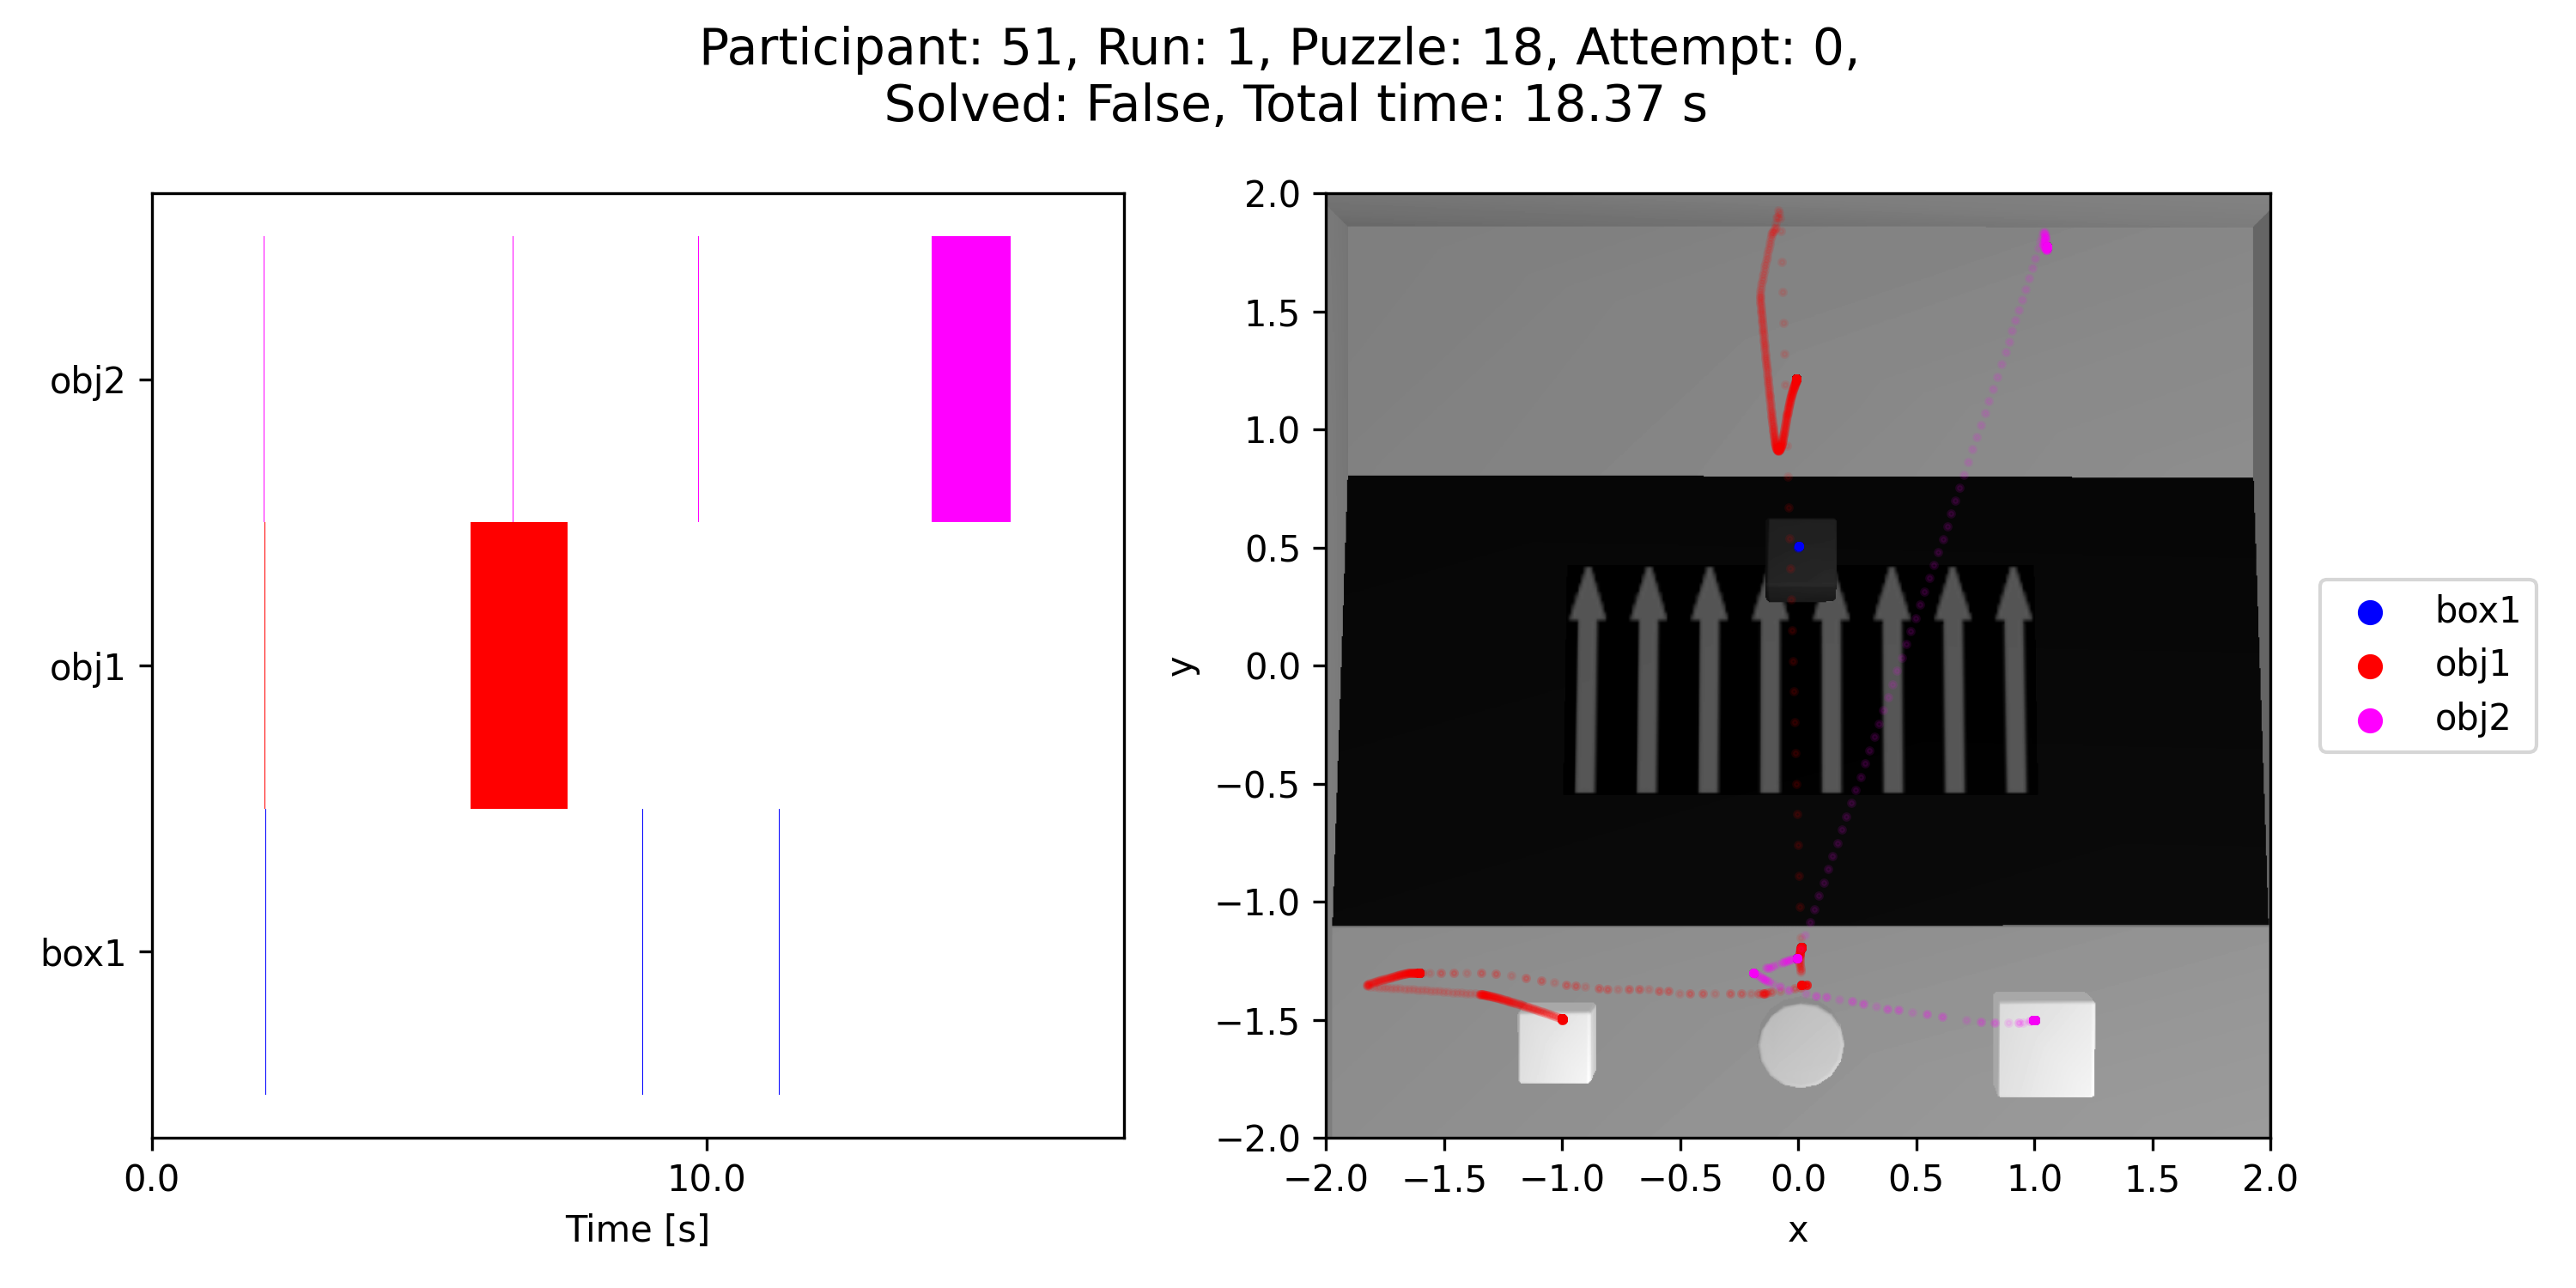 Participant: 51, Run: 1, Puzzle: 18, Attempt: 0,
Solved: False, Total time: 18.37 s
obj2
obj1
box1
0.0
10.0
Time [s]
2.0
1.5
1.0
0.5
0.0
−0.5
−1.0
−1.5
−2.0
y
−2.0
−1.5
−1.0
−0.5
0.0
0.5
1.0
1.5
2.0
x
box1
obj1
obj2